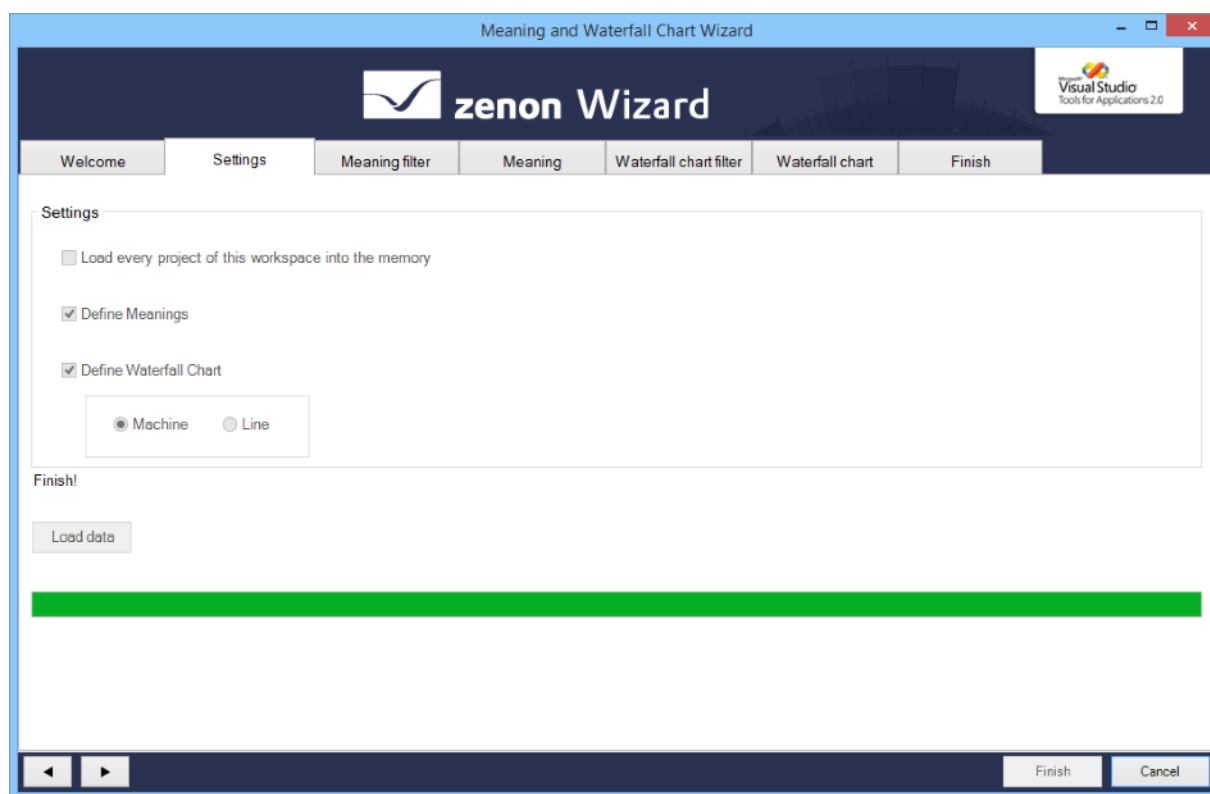 Meaning and Waterfall Chart Wizard
zenon Wizard
Microsoft
Visual Studio
Tools for Applications 2.0
Welcome Settings Meaning filter Meaning Waterfall chart filter Waterfall chart Finish
Settings
Load every project of this workspace into the memory
Define Meanings
Define Waterfall Chart
Machine Line
Finish!
Load data
Finish Cancel